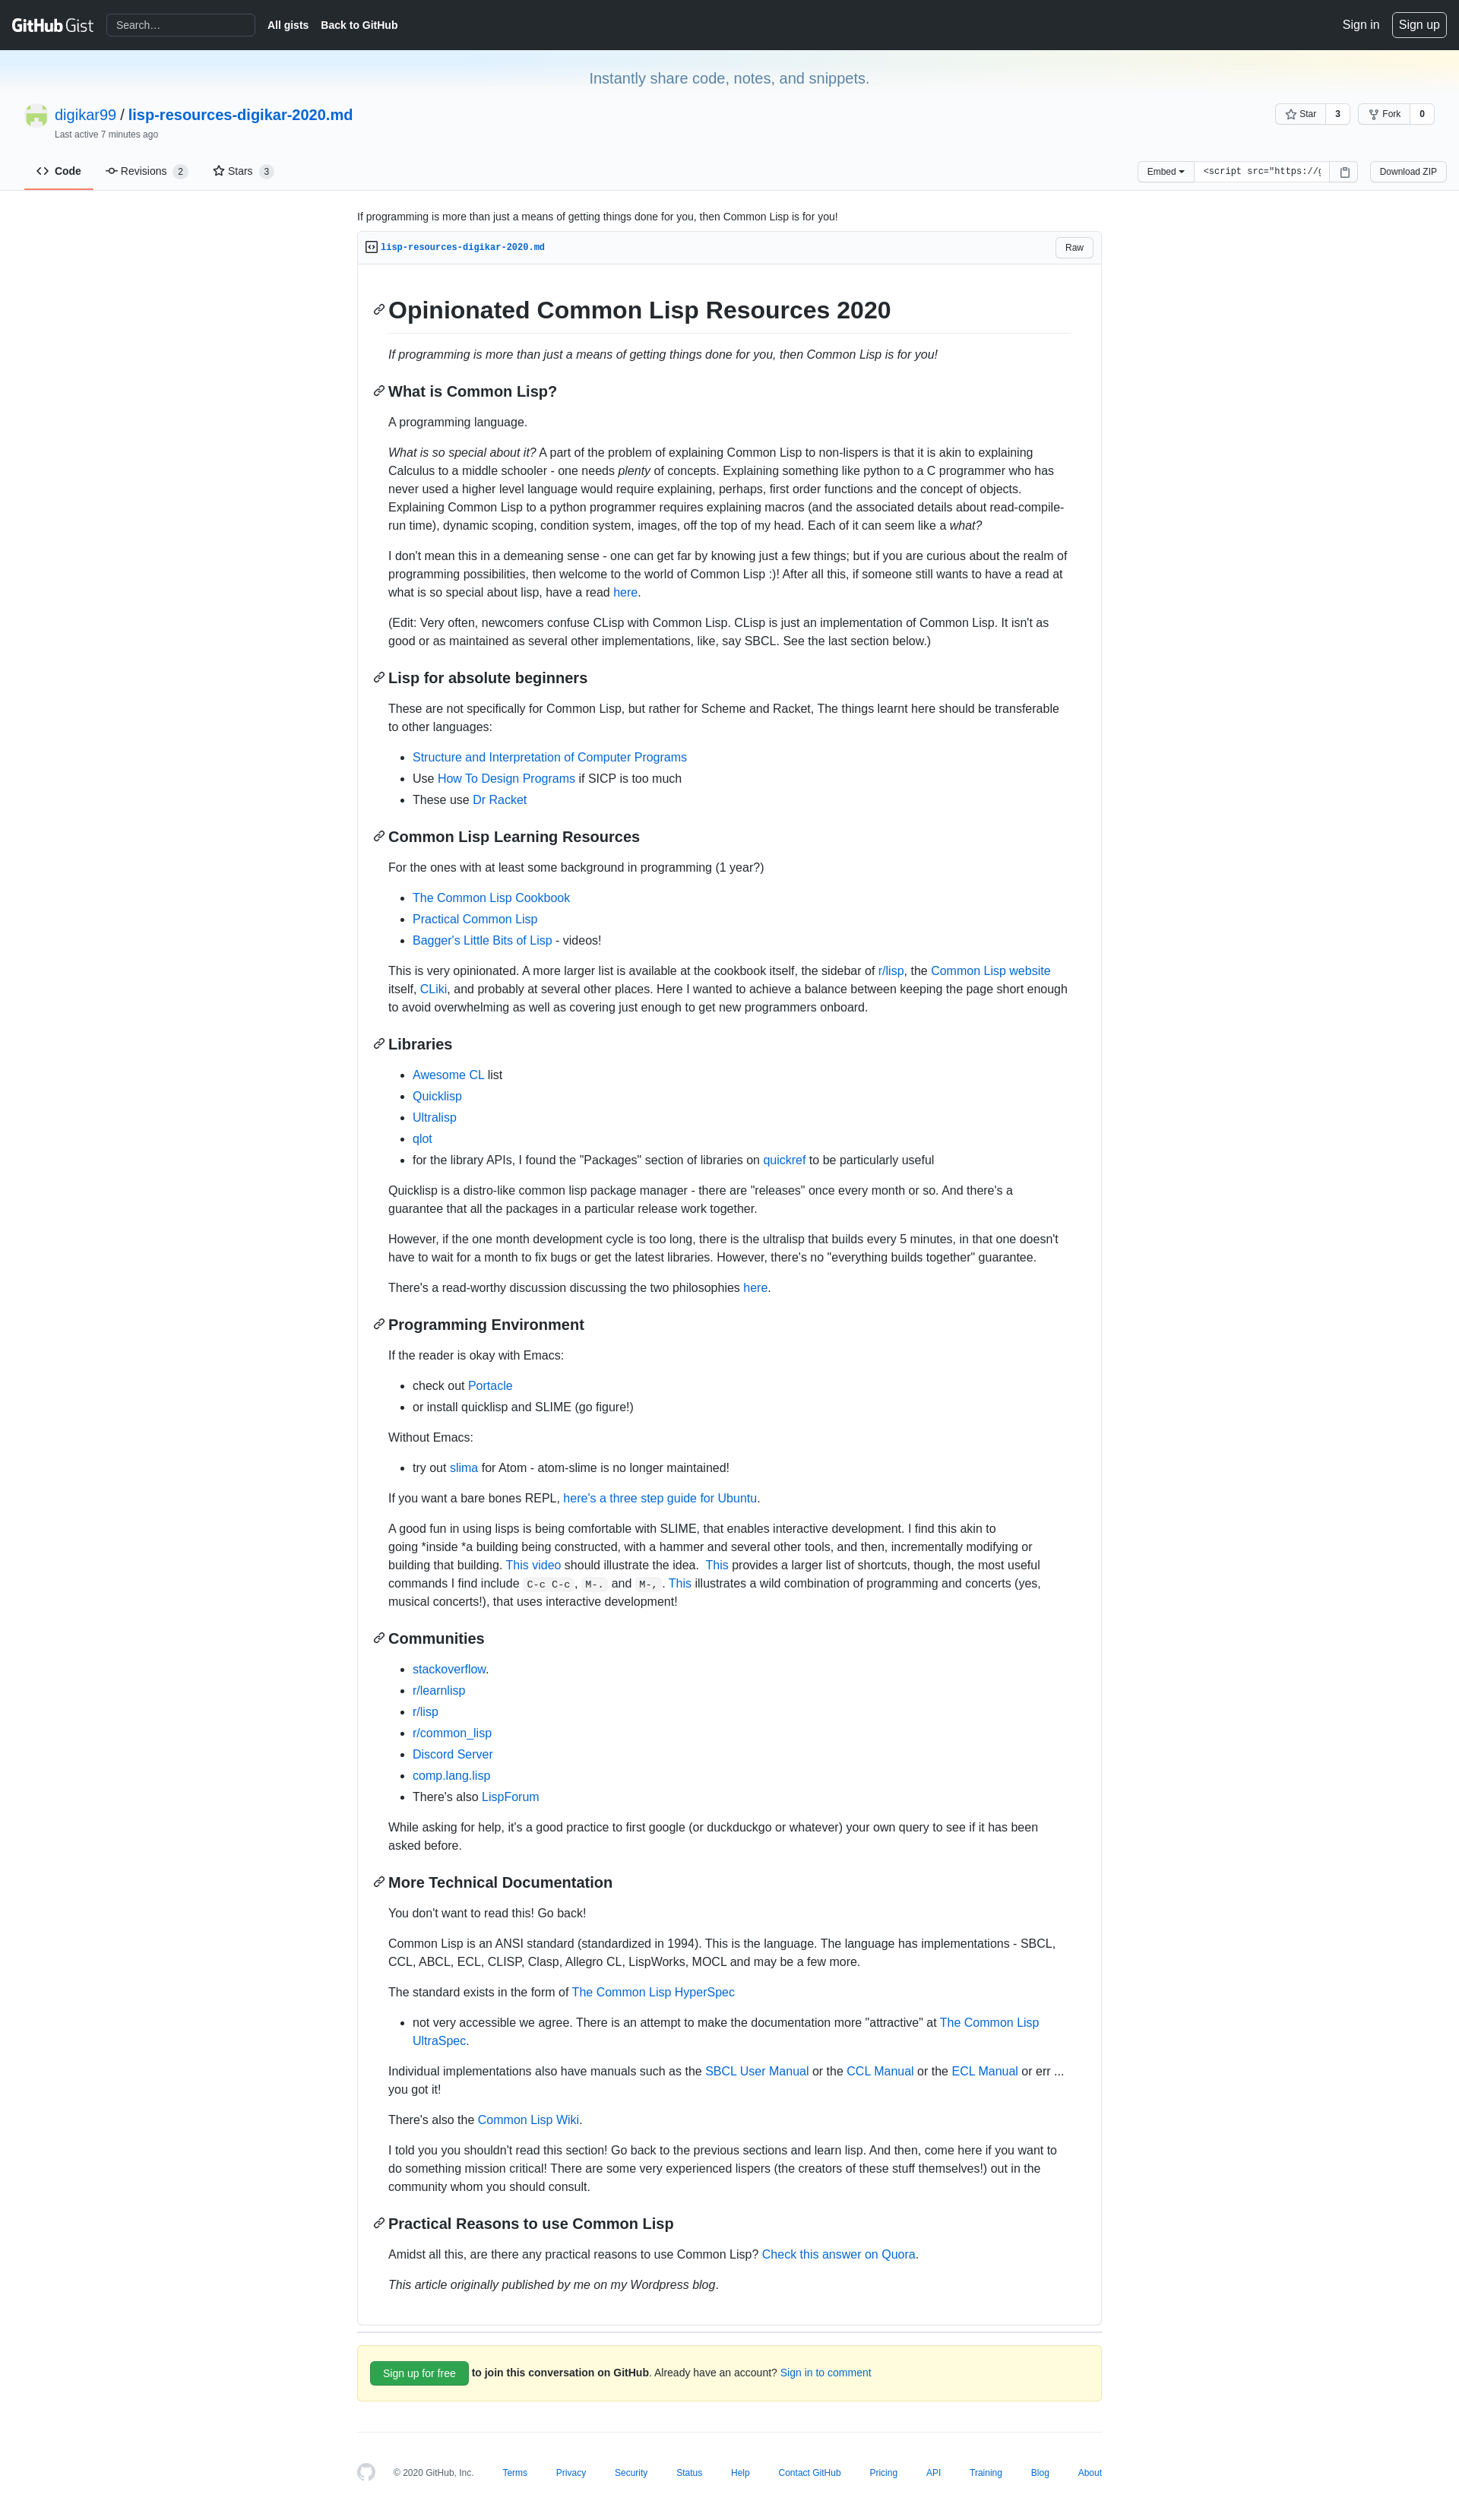 GitHub Gist
Search…
All gists
Back to GitHub
Sign in
Sign up
Instantly share code, notes, and snippets.
digikar99 / lisp-resources-digikar-2020.md
Last active 7 minutes ago
Star 3
Fork 0
Code
Revisions 2
Stars 3
Embed
<script src="https://g
Download ZIP
If programming is more than just a means of getting things done for you, then Common Lisp is for you!
lisp-resources-digikar-2020.md
Raw
Opinionated Common Lisp Resources 2020
If programming is more than just a means of getting things done for you, then Common Lisp is for you!
What is Common Lisp?
A programming language.
What is so special about it? A part of the problem of explaining Common Lisp to non-lispers is that it is akin to explaining
Calculus to a middle schooler - one needs plenty of concepts. Explaining something like python to a C programmer who has
never used a higher level language would require explaining, perhaps, first order functions and the concept of objects.
Explaining Common Lisp to a python programmer requires explaining macros (and the associated details about read-compile-
run time), dynamic scoping, condition system, images, off the top of my head. Each of it can seem like a what?
I don't mean this in a demeaning sense - one can get far by knowing just a few things; but if you are curious about the realm of
programming possibilities, then welcome to the world of Common Lisp :)! After all this, if someone still wants to have a read at
what is so special about lisp, have a read here.
(Edit: Very often, newcomers confuse CLisp with Common Lisp. CLisp is just an implementation of Common Lisp. It isn't as
good or as maintained as several other implementations, like, say SBCL. See the last section below.)
Lisp for absolute beginners
These are not specifically for Common Lisp, but rather for Scheme and Racket, The things learnt here should be transferable
to other languages:
Structure and Interpretation of Computer Programs
Use How To Design Programs if SICP is too much
These use Dr Racket
Common Lisp Learning Resources
For the ones with at least some background in programming (1 year?)
The Common Lisp Cookbook
Practical Common Lisp
Bagger's Little Bits of Lisp - videos!
This is very opinionated. A more larger list is available at the cookbook itself, the sidebar of r/lisp, the Common Lisp website
itself, CLiki, and probably at several other places. Here I wanted to achieve a balance between keeping the page short enough
to avoid overwhelming as well as covering just enough to get new programmers onboard.
Libraries
Awesome CL list
Quicklisp
Ultralisp
qlot
for the library APIs, I found the "Packages" section of libraries on quickref to be particularly useful
Quicklisp is a distro-like common lisp package manager - there are "releases" once every month or so. And there's a
guarantee that all the packages in a particular release work together.
However, if the one month development cycle is too long, there is the ultralisp that builds every 5 minutes, in that one doesn't
have to wait for a month to fix bugs or get the latest libraries. However, there's no "everything builds together" guarantee.
There's a read-worthy discussion discussing the two philosophies here.
Programming Environment
If the reader is okay with Emacs:
check out Portacle
or install quicklisp and SLIME (go figure!)
Without Emacs:
try out slima for Atom - atom-slime is no longer maintained!
If you want a bare bones REPL, here's a three step guide for Ubuntu.
A good fun in using lisps is being comfortable with SLIME, that enables interactive development. I find this akin to
going *inside *a building being constructed, with a hammer and several other tools, and then, incrementally modifying or
building that building. This video should illustrate the idea. This provides a larger list of shortcuts, though, the most useful
commands I find include C-c C-c, M-. and M-,. This illustrates a wild combination of programming and concerts (yes,
musical concerts!), that uses interactive development!
Communities
stackoverflow.
r/learnlisp
r/lisp
r/common_lisp
Discord Server
comp.lang.lisp
There's also LispForum
While asking for help, it's a good practice to first google (or duckduckgo or whatever) your own query to see if it has been
asked before.
More Technical Documentation
You don't want to read this! Go back!
Common Lisp is an ANSI standard (standardized in 1994). This is the language. The language has implementations - SBCL,
CCL, ABCL, ECL, CLISP, Clasp, Allegro CL, LispWorks, MOCL and may be a few more.
The standard exists in the form of The Common Lisp HyperSpec
not very accessible we agree. There is an attempt to make the documentation more "attractive" at The Common Lisp
UltraSpec.
Individual implementations also have manuals such as the SBCL User Manual or the CCL Manual or the ECL Manual or err ...
you got it!
There's also the Common Lisp Wiki.
I told you you shouldn't read this section! Go back to the previous sections and learn lisp. And then, come here if you want to
do something mission critical! There are some very experienced lispers (the creators of these stuff themselves!) out in the
community whom you should consult.
Practical Reasons to use Common Lisp
Amidst all this, are there any practical reasons to use Common Lisp? Check this answer on Quora.
This article originally published by me on my Wordpress blog.
Sign up for free to join this conversation on GitHub. Already have an account? Sign in to comment
© 2020 GitHub, Inc.
Terms
Privacy
Security
Status
Help
Contact GitHub
Pricing
API
Training
Blog
About